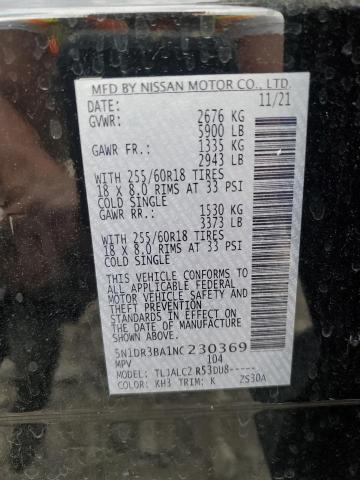 MFD BY NISSAN MOTOR CO., LTD.
DATE: 11/21
GVWR: 2676 KG
5900 LB
GAWR FR.: 1335 KG
2943 LB
WITH 255/60R18 TIRES
18 X 8.0 RIMS AT 33 PSI
COLD SINGLE
GAWR RR.: 1530 KG
3373 LB
WITH 255/60R18 TIRES
18 X 8.0 RIMS AT 33 PSI
COLD SINGLE
THIS VEHICLE CONFORMS TO
ALL APPLICABLE FEDERAL
MOTOR VEHICLE SAFETY
AND THEFT PREVENTION
STANDARDS IN EFFECT ON
THE DATE OF MANUFACTURE
SHOWN ABOVE.
5N1DR3BA1NC230369
MPV 104
MODEL: TLJALC2 R53DU8-----
COLOR: KH3 TRIM: K ZS30A